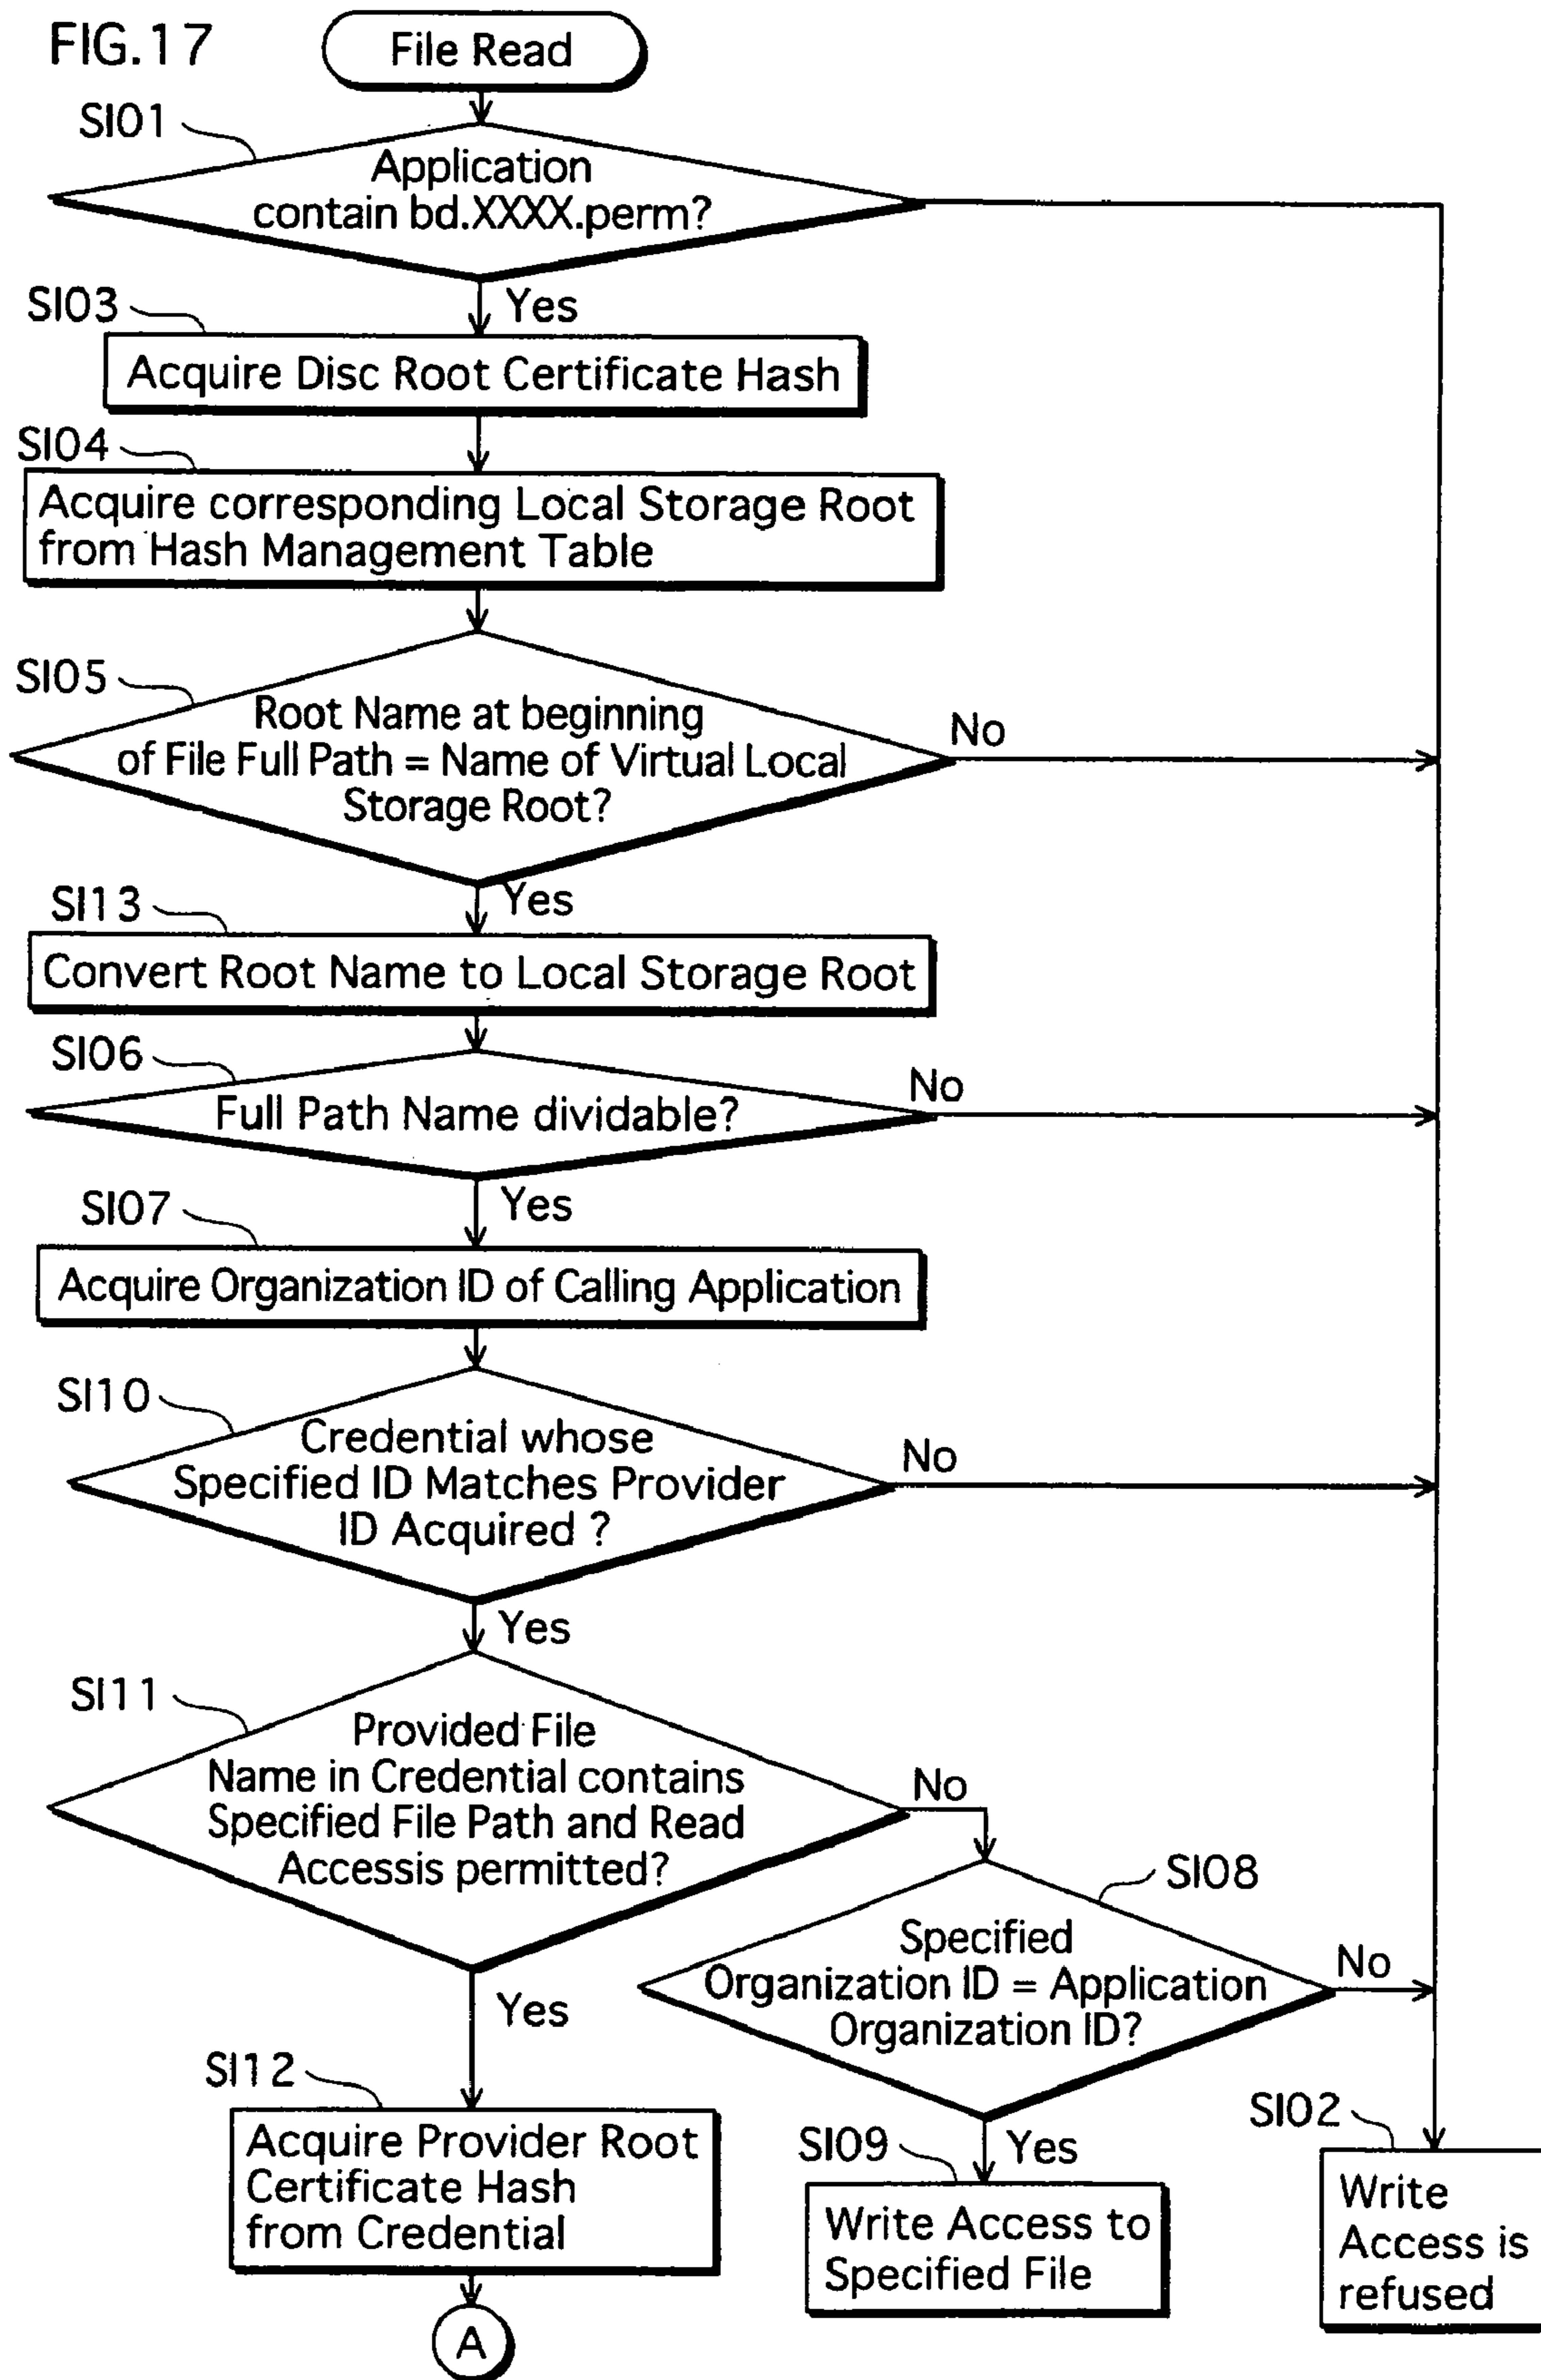 FIG.17
File Read
SI01
Application
contain bd.XXXX.perm?
Yes
SI03
Acquire Disc Root Certificate Hash
SI04
Acquire corresponding Local Storage Root
from Hash Management Table
SI05
Root Name at beginning
of File Full Path = Name of Virtual Local
Storage Root?
No
Yes
SI13
Convert Root Name to Local Storage Root
SI06
Full Path Name dividable?
No
Yes
SI07
Acquire Organization ID of Calling Application
SI10
Credential whose
Specified ID Matches Provider
ID Acquired ?
No
Yes
SI11
Provided File
Name in Credential contains
Specified File Path and Read
Accessis permitted?
No
Yes
SI08
Specified
Organization ID = Application
Organization ID?
No
Yes
SI12
Acquire Provider Root
Certificate Hash
from Credential
SI09
Write Access to
Specified File
SI02
Write
Access is
refused
A